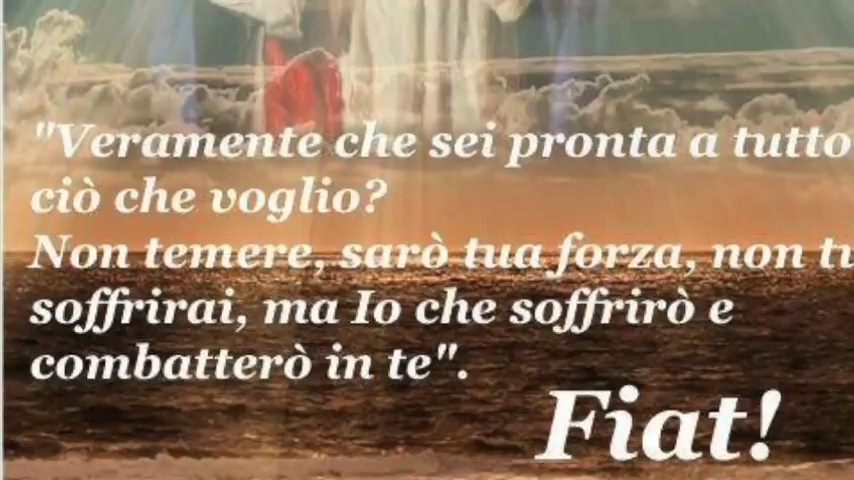 "Veramente che sei pronta a tutto
ciò che voglio?
Non temere, sarò tua forza, non
soffrirai, ma Io che soffrirò e
combatterò in te".
Fiat!